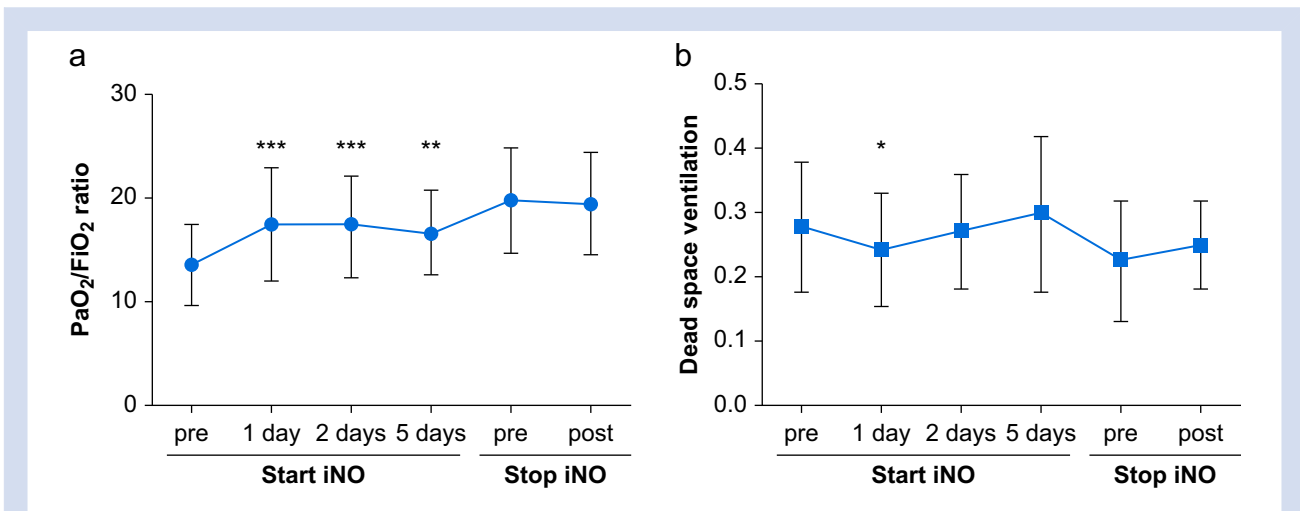 a
30
20
10
0
PaO₂/FiO₂ ratio
*** *** **
pre 1 day 2 days 5 days pre post
Start iNO Stop iNO
b
0.5
0.4
0.3
0.2
0.1
0.0
Dead space ventilation
*
pre 1 day 2 days 5 days pre post
Start iNO Stop iNO